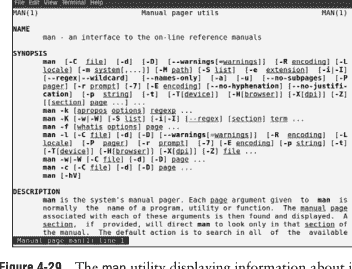 File Edit View Terminal Help
MAN(1) Manual pager utils MAN(1)
NAME
man - an interface to the on-line reference manuals
SYNOPSIS
man [-C file] [-d] [-D] [--warnings[=warnings]] [-R encoding] [-L
locale] [-m system[,...]] [-M path] [-S list] [-e extension] [-i|-I]
[--regex|--wildcard] [--names-only] [-a] [-u] [--no-subpages] [-P
pager] [-r prompt] [-7] [-E encoding] [--no-hyphenation] [--no-justifi-
cation] [-p string] [-t] [-T[device]] [-H[browser]] [-X[dpi]] [-Z]
[[section] page ...] ...
man -k [apropos options] regexp ...
man -K [-w|-W] [-S list] [-i|-I] [--regex] [section] term ...
man -f [whatis options] page ...
man -l [-C file] [-d] [-D] [--warnings[=warnings]] [-R encoding] [-L
locale] [-P pager] [-r prompt] [-7] [-E encoding] [-p string] [-t]
[-T[device]] [-H[browser]] [-X[dpi]] [-Z] file ...
man -w|-W [-C file] [-d] [-D] page ...
man -c [-C file] [-d] [-D] page ...
man [-hV]
DESCRIPTION
man is the system's manual pager. Each page argument given to man is
normally the name of a program, utility or function. The manual page
associated with each of these arguments is then found and displayed. A
section, if provided, will direct man to look only in that section of
the manual. The default action is to search in all of the available
Manual page man(1) line 1
Figure 4-29 The man utility displaying information about i